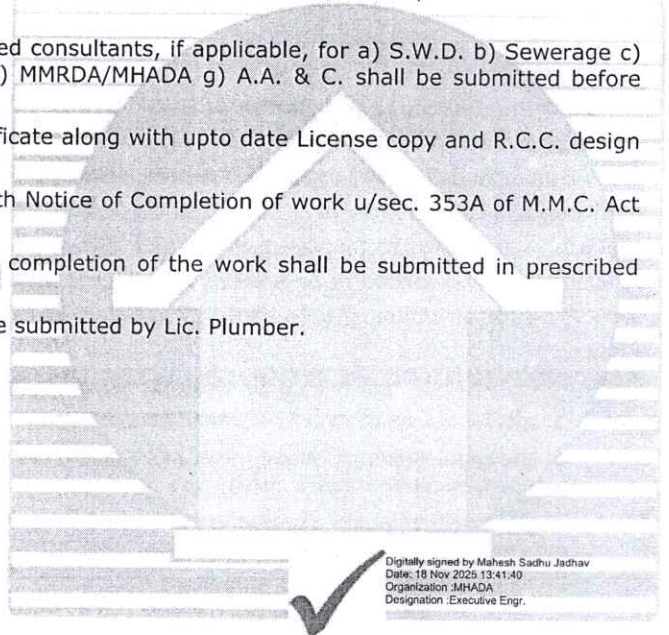 ed consultants, if applicable, for a) S.W.D. b) Sewerage c)
) MMRDA/MHADA g) A.A. & C. shall be submitted before
ficate along with upto date License copy and R.C.C. design
th Notice of Completion of work u/sec. 353A of M.M.C. Act
completion of the work shall be submitted in prescribed
e submitted by Lic. Plumber.
Digitally signed by Mahesh Sadhu Jadhav
Date: 18 Nov 2025 13:41:40
Organization :MHADA
Designation :Executive Engr.